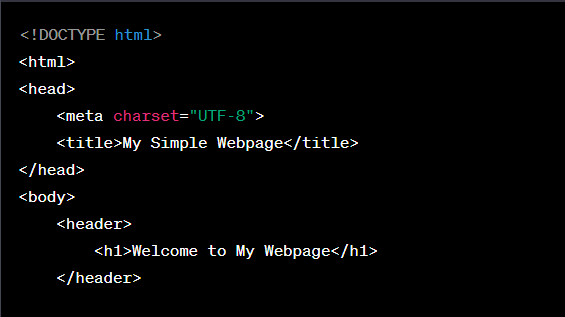 <!DOCTYPE html>
<html>
<head>
    <meta charset="UTF-8">
    <title>My Simple Webpage</title>
</head>
<body>
    <header>
        <h1>Welcome to My Webpage</h1>
    </header>